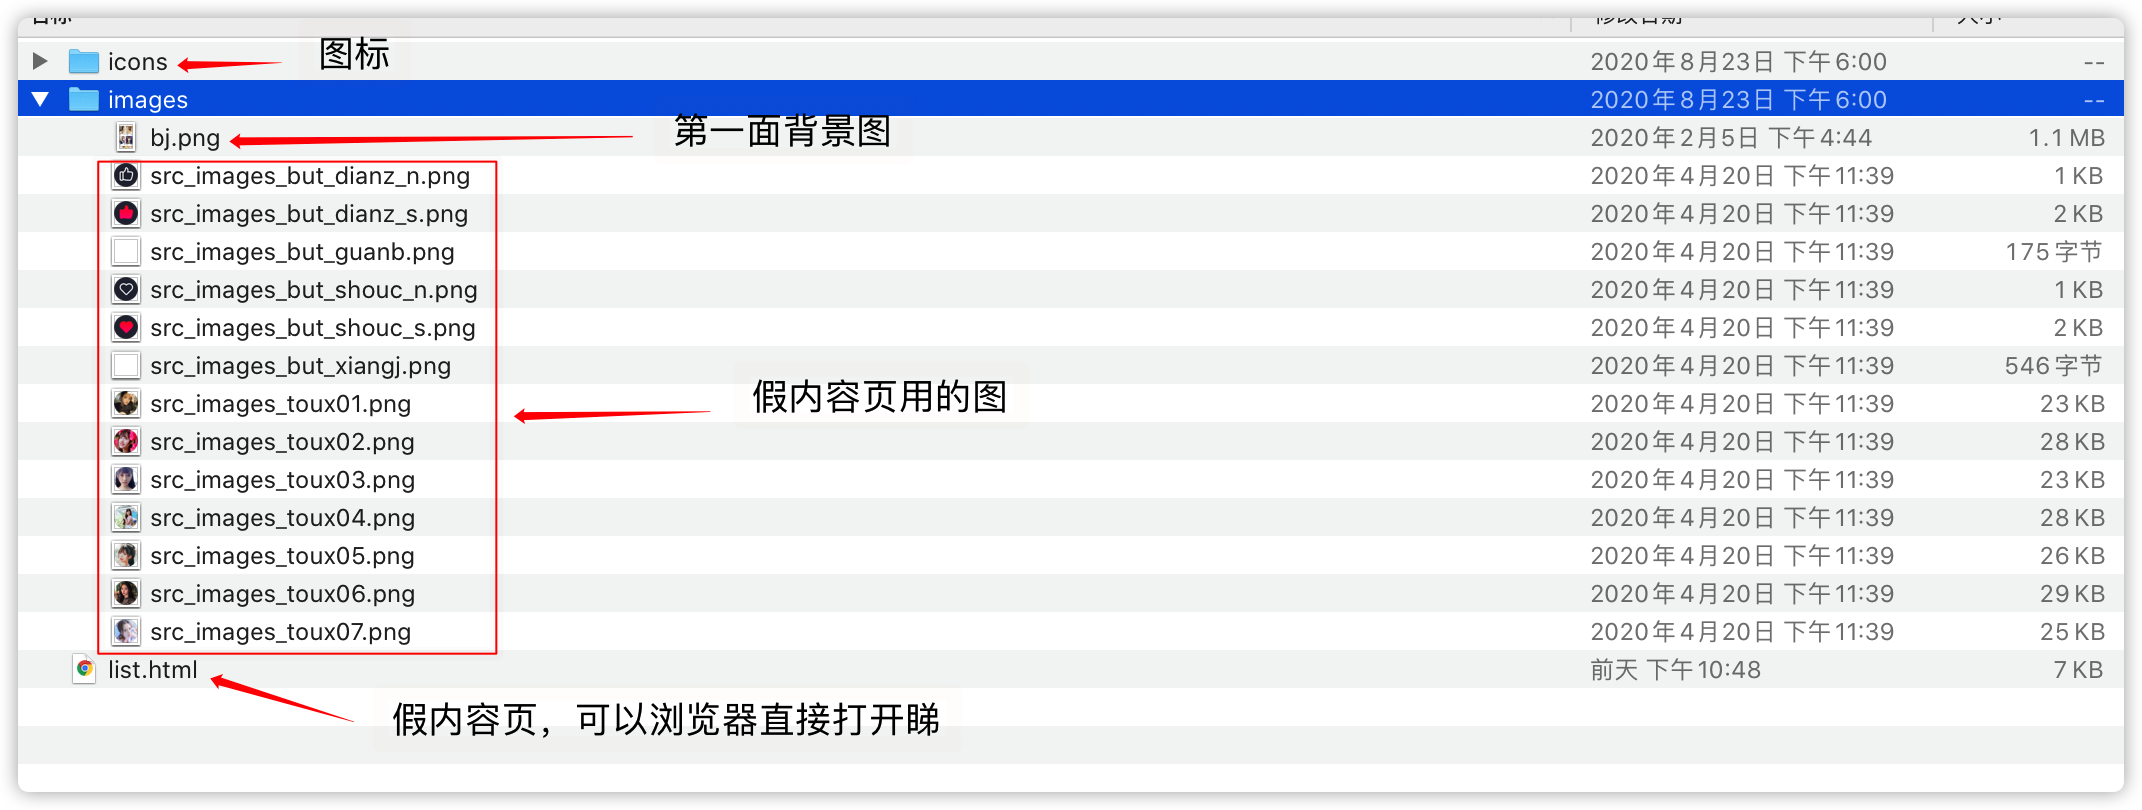 icons 图标 2020年8月23日 下午6:00 --
images 2020年8月23日 下午6:00 --
bj.png 第一面背景图 2020年2月5日 下午4:44 1.1 MB
src_images_but_dianz_n.png 2020年4月20日 下午11:39 1 KB
src_images_but_dianz_s.png 2020年4月20日 下午11:39 2 KB
src_images_but_guanb.png 2020年4月20日 下午11:39 175 字节
src_images_but_shouc_n.png 2020年4月20日 下午11:39 1 KB
src_images_but_shouc_s.png 2020年4月20日 下午11:39 2 KB
src_images_but_xiangj.png 2020年4月20日 下午11:39 546 字节
假内容页用的图
src_images_toux01.png 2020年4月20日 下午11:39 23 KB
src_images_toux02.png 2020年4月20日 下午11:39 28 KB
src_images_toux03.png 2020年4月20日 下午11:39 23 KB
src_images_toux04.png 2020年4月20日 下午11:39 28 KB
src_images_toux05.png 2020年4月20日 下午11:39 26 KB
src_images_toux06.png 2020年4月20日 下午11:39 29 KB
src_images_toux07.png 2020年4月20日 下午11:39 25 KB
list.html 前天 下午10:48 7 KB
假内容页，可以浏览器直接打开睇